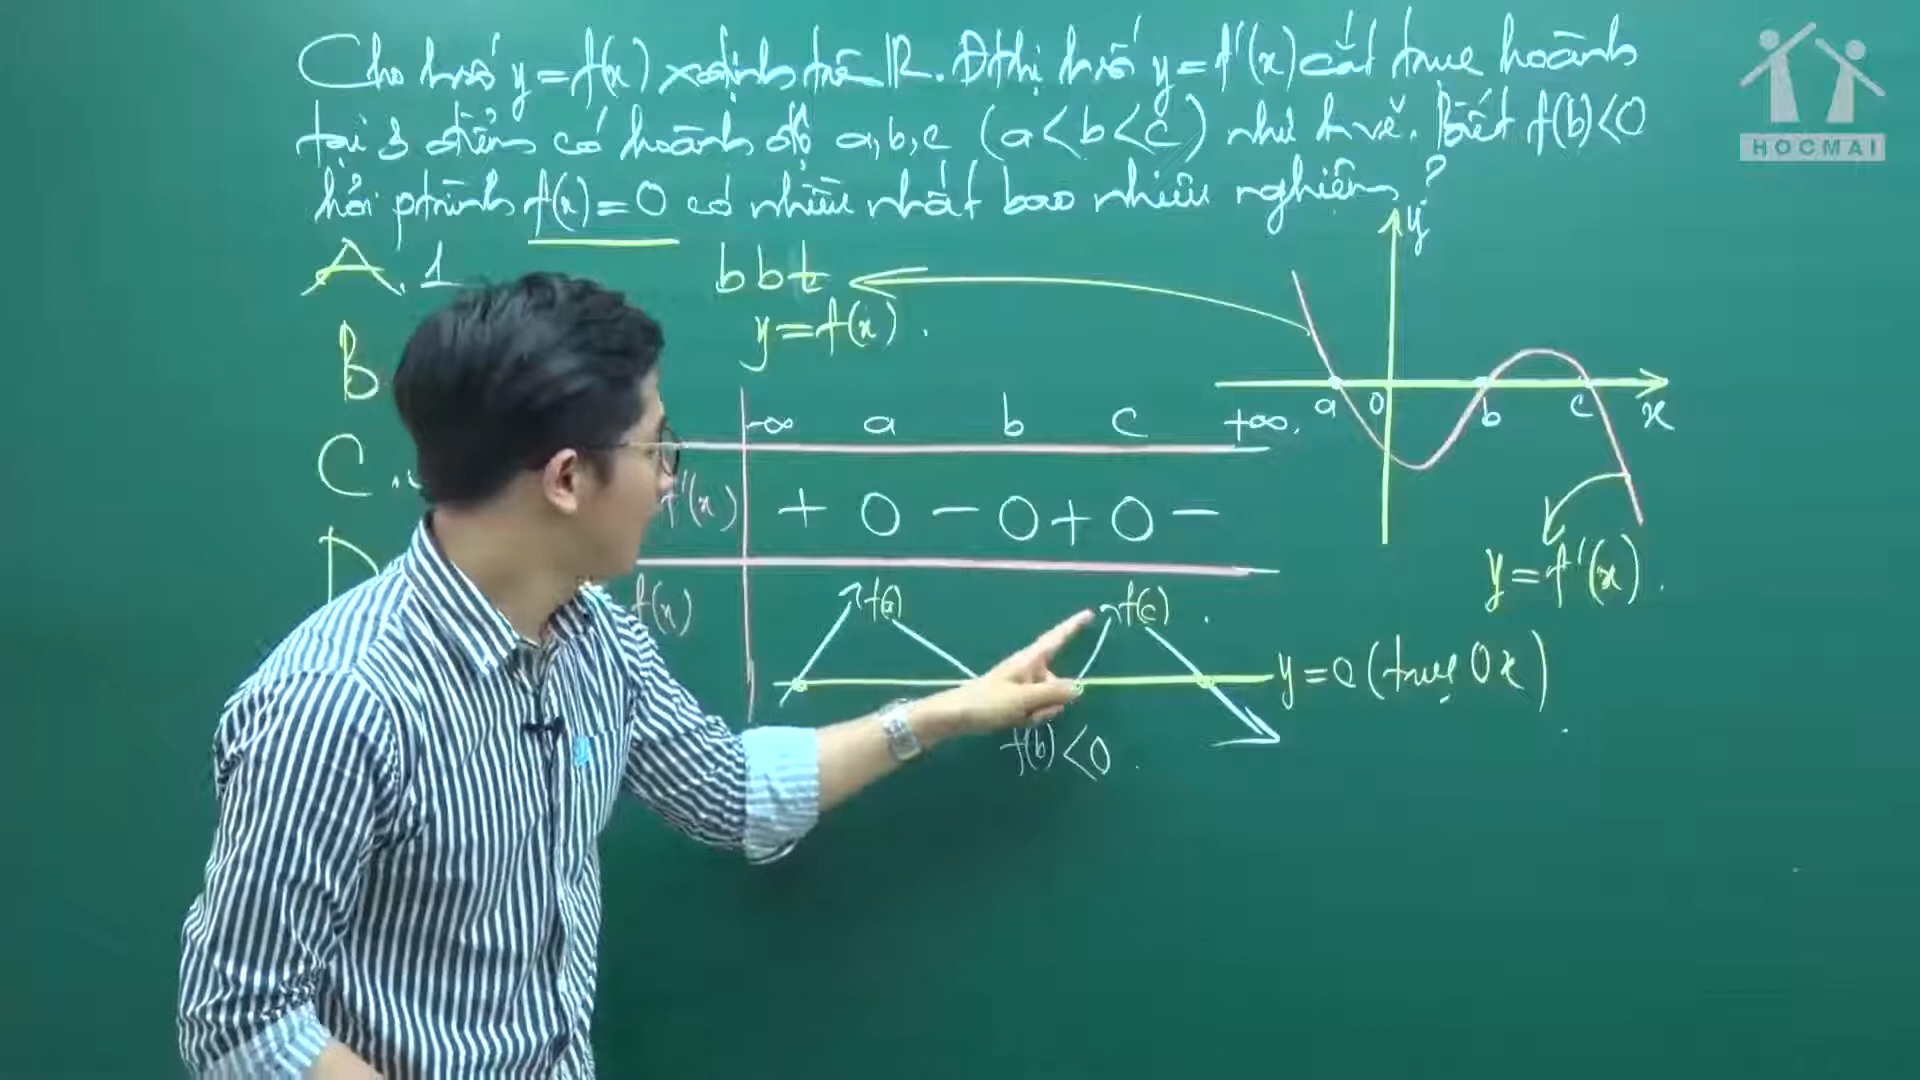 Cho hsố y = f(x) xđịnh trên R. Đthị hsố y = f'(x) cắt trục hoành
tại 3 điểm có hoành độ a, b, c (a < b < c) như hvẽ. Biết f(b) < 0
hỏi ptrình f(x) = 0 có nhiều nhất bao nhiêu nghiệm?
A. 1
B
C.
D
bbt
y = f(x).
-∞ a b c +∞.
f'(x) + 0 - 0 + 0 -
f(x) f(a) f(c).
y = 0 (trục Ox)
f(b) < 0.
y
a 0 b c x
y = f'(x).
HOCMAI